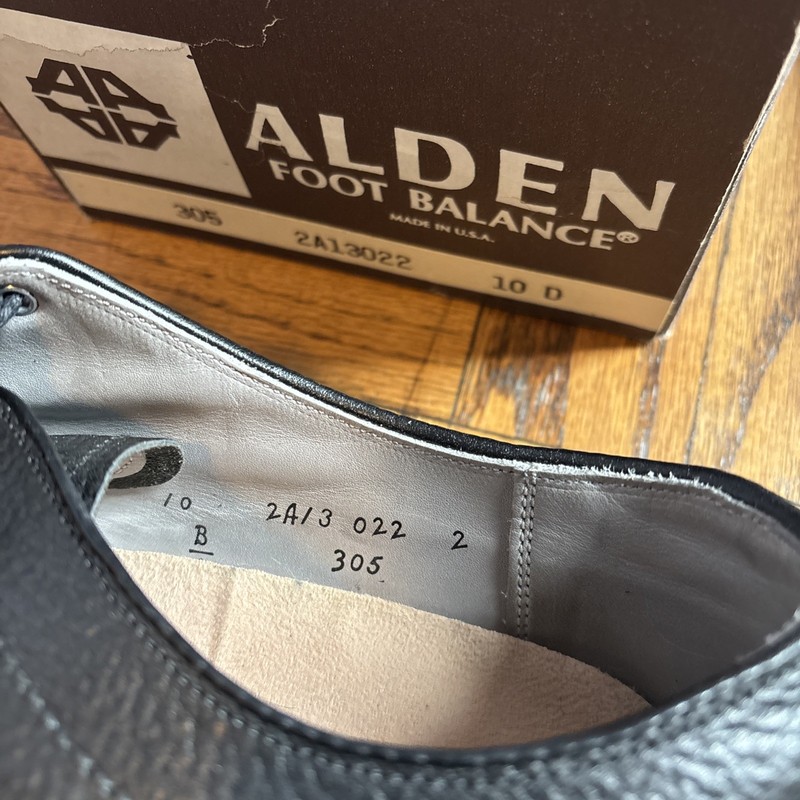 ALDEN
FOOT BALANCE®
MADE IN U.S.A.
305 2A13022 10 D
10 2A13 022 2
B 305